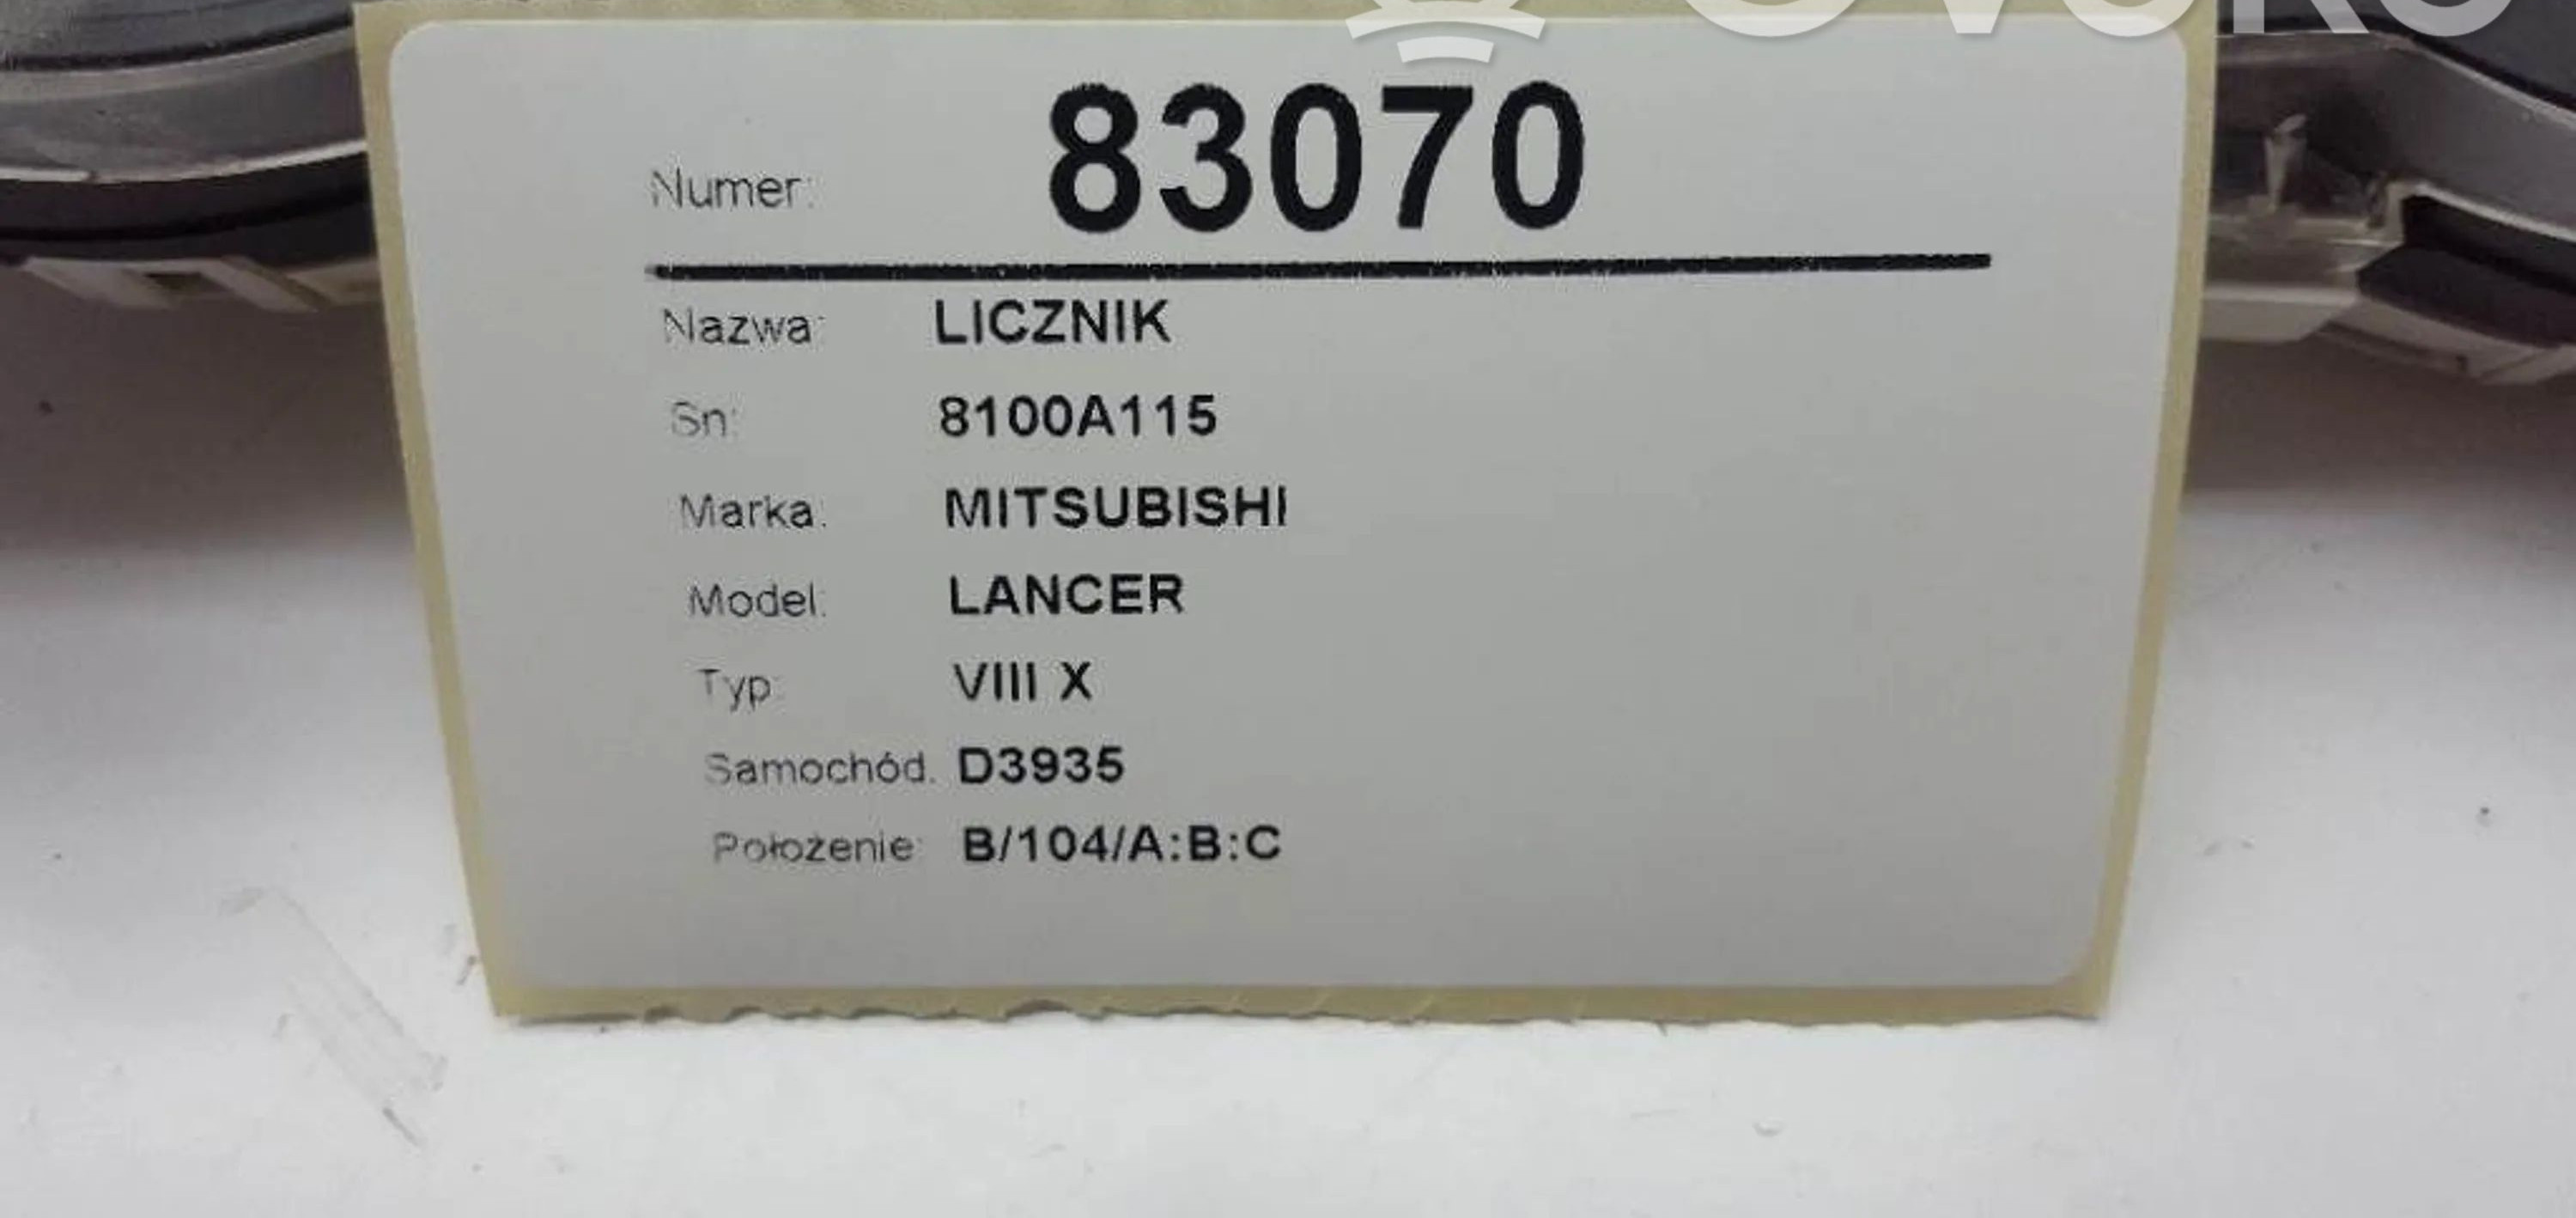 Numer: 83070
Nazwa: LICZNIK
Sn: 8100A115
Marka: MITSUBISHI
Model: LANCER
Typ: VIII X
Samochód: D3935
Położenie: B/104/A:B:C